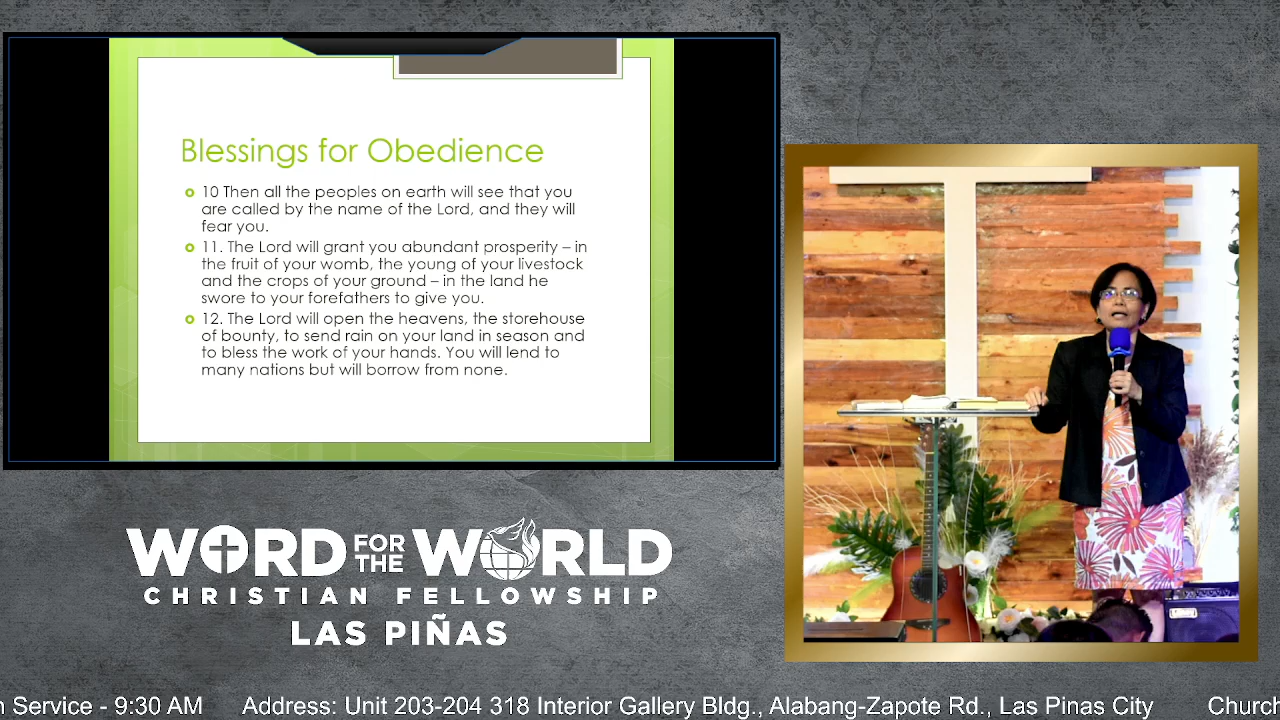 Blessings for Obedience
10 Then all the peoples on earth will see that you
are called by the name of the Lord, and they will
fear you.
11. The Lord will grant you abundant prosperity – in
the fruit of your womb, the young of your livestock
and the crops of your ground – in the land he
swore to your forefathers to give you.
12. The Lord will open the heavens, the storehouse
of bounty, to send rain on your land in season and
to bless the work of your hands. You will lend to
many nations but will borrow from none.
WORD FOR THE WORLD
CHRISTIAN FELLOWSHIP
LAS PIÑAS
n Service - 9:30 AM Address: Unit 203-204 318 Interior Gallery Bldg., Alabang-Zapote Rd., Las Pinas City Church